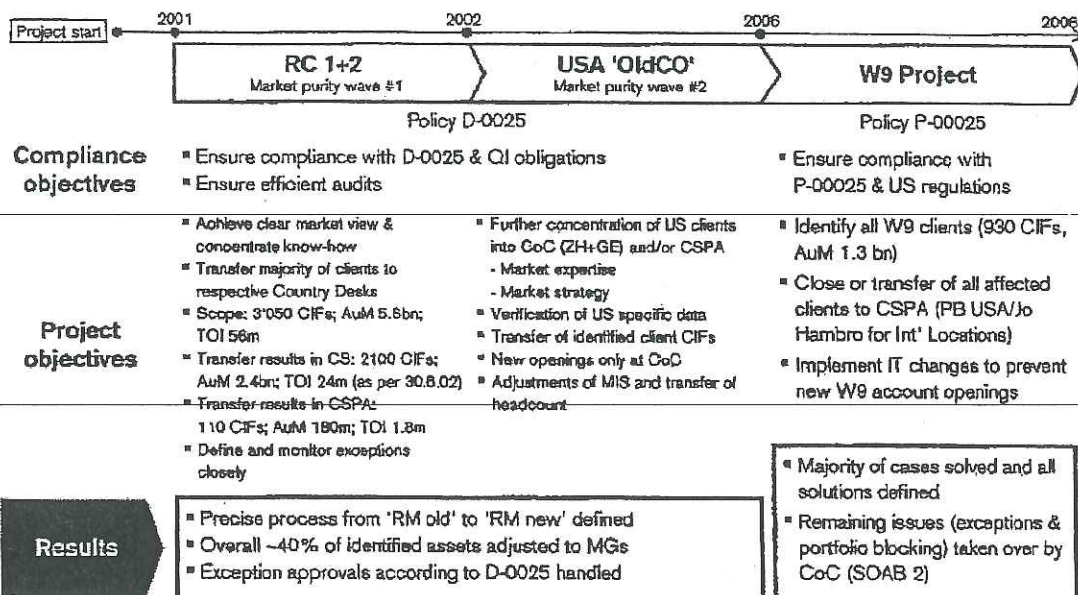 2001 2002 2006 2008
Project start
RC 1+2
Market purity wave #1
USA 'OldCO'
Market purity wave #2
W9 Project
Policy D-0025
Policy P-00025
Compliance
objectives
▪ Ensure compliance with D-0025 & QI obligations
▪ Ensure efficient audits
▪ Ensure compliance with
P-00025 & US regulations
Project
objectives
▪ Achieve clear market view &
concentrate know-how
▪ Transfer majority of clients to
respective Country Desks
▪ Scope: 3'050 CIFs; AuM 5.6bn;
TOI 56m
▪ Transfer results in CS: 2100 CIFs;
AuM 2.4bn; TOI 24m (as per 30.6.02)
▪ Transfer results in CSPA:
110 CIFs; AuM 180m; TOI 1.8m
▪ Define and monitor exceptions
closely
▪ Further concentration of US clients
into CoC (ZH+GE) and/or CSPA
- Market expertise
- Market strategy
▪ Verification of US specific data
▪ Transfer of identified client CIFs
▪ New openings only at CoC
▪ Adjustments of MIS and transfer of
headcount
▪ Identify all W9 clients (930 CIFs,
AuM 1.3 bn)
▪ Close or transfer of all affected
clients to CSPA (PB USA/Jo
Hambro for Int' Locations)
▪ Implement IT changes to prevent
new W9 account openings
Results
▪ Precise process from 'RM old' to 'RM new' defined
▪ Overall ~40% of identified assets adjusted to MGs
▪ Exception approvals according to D-0025 handled
▪ Majority of cases solved and all
solutions defined
▪ Remaining issues (exceptions &
portfolio blocking) taken over by
CoC (SOAB 2)